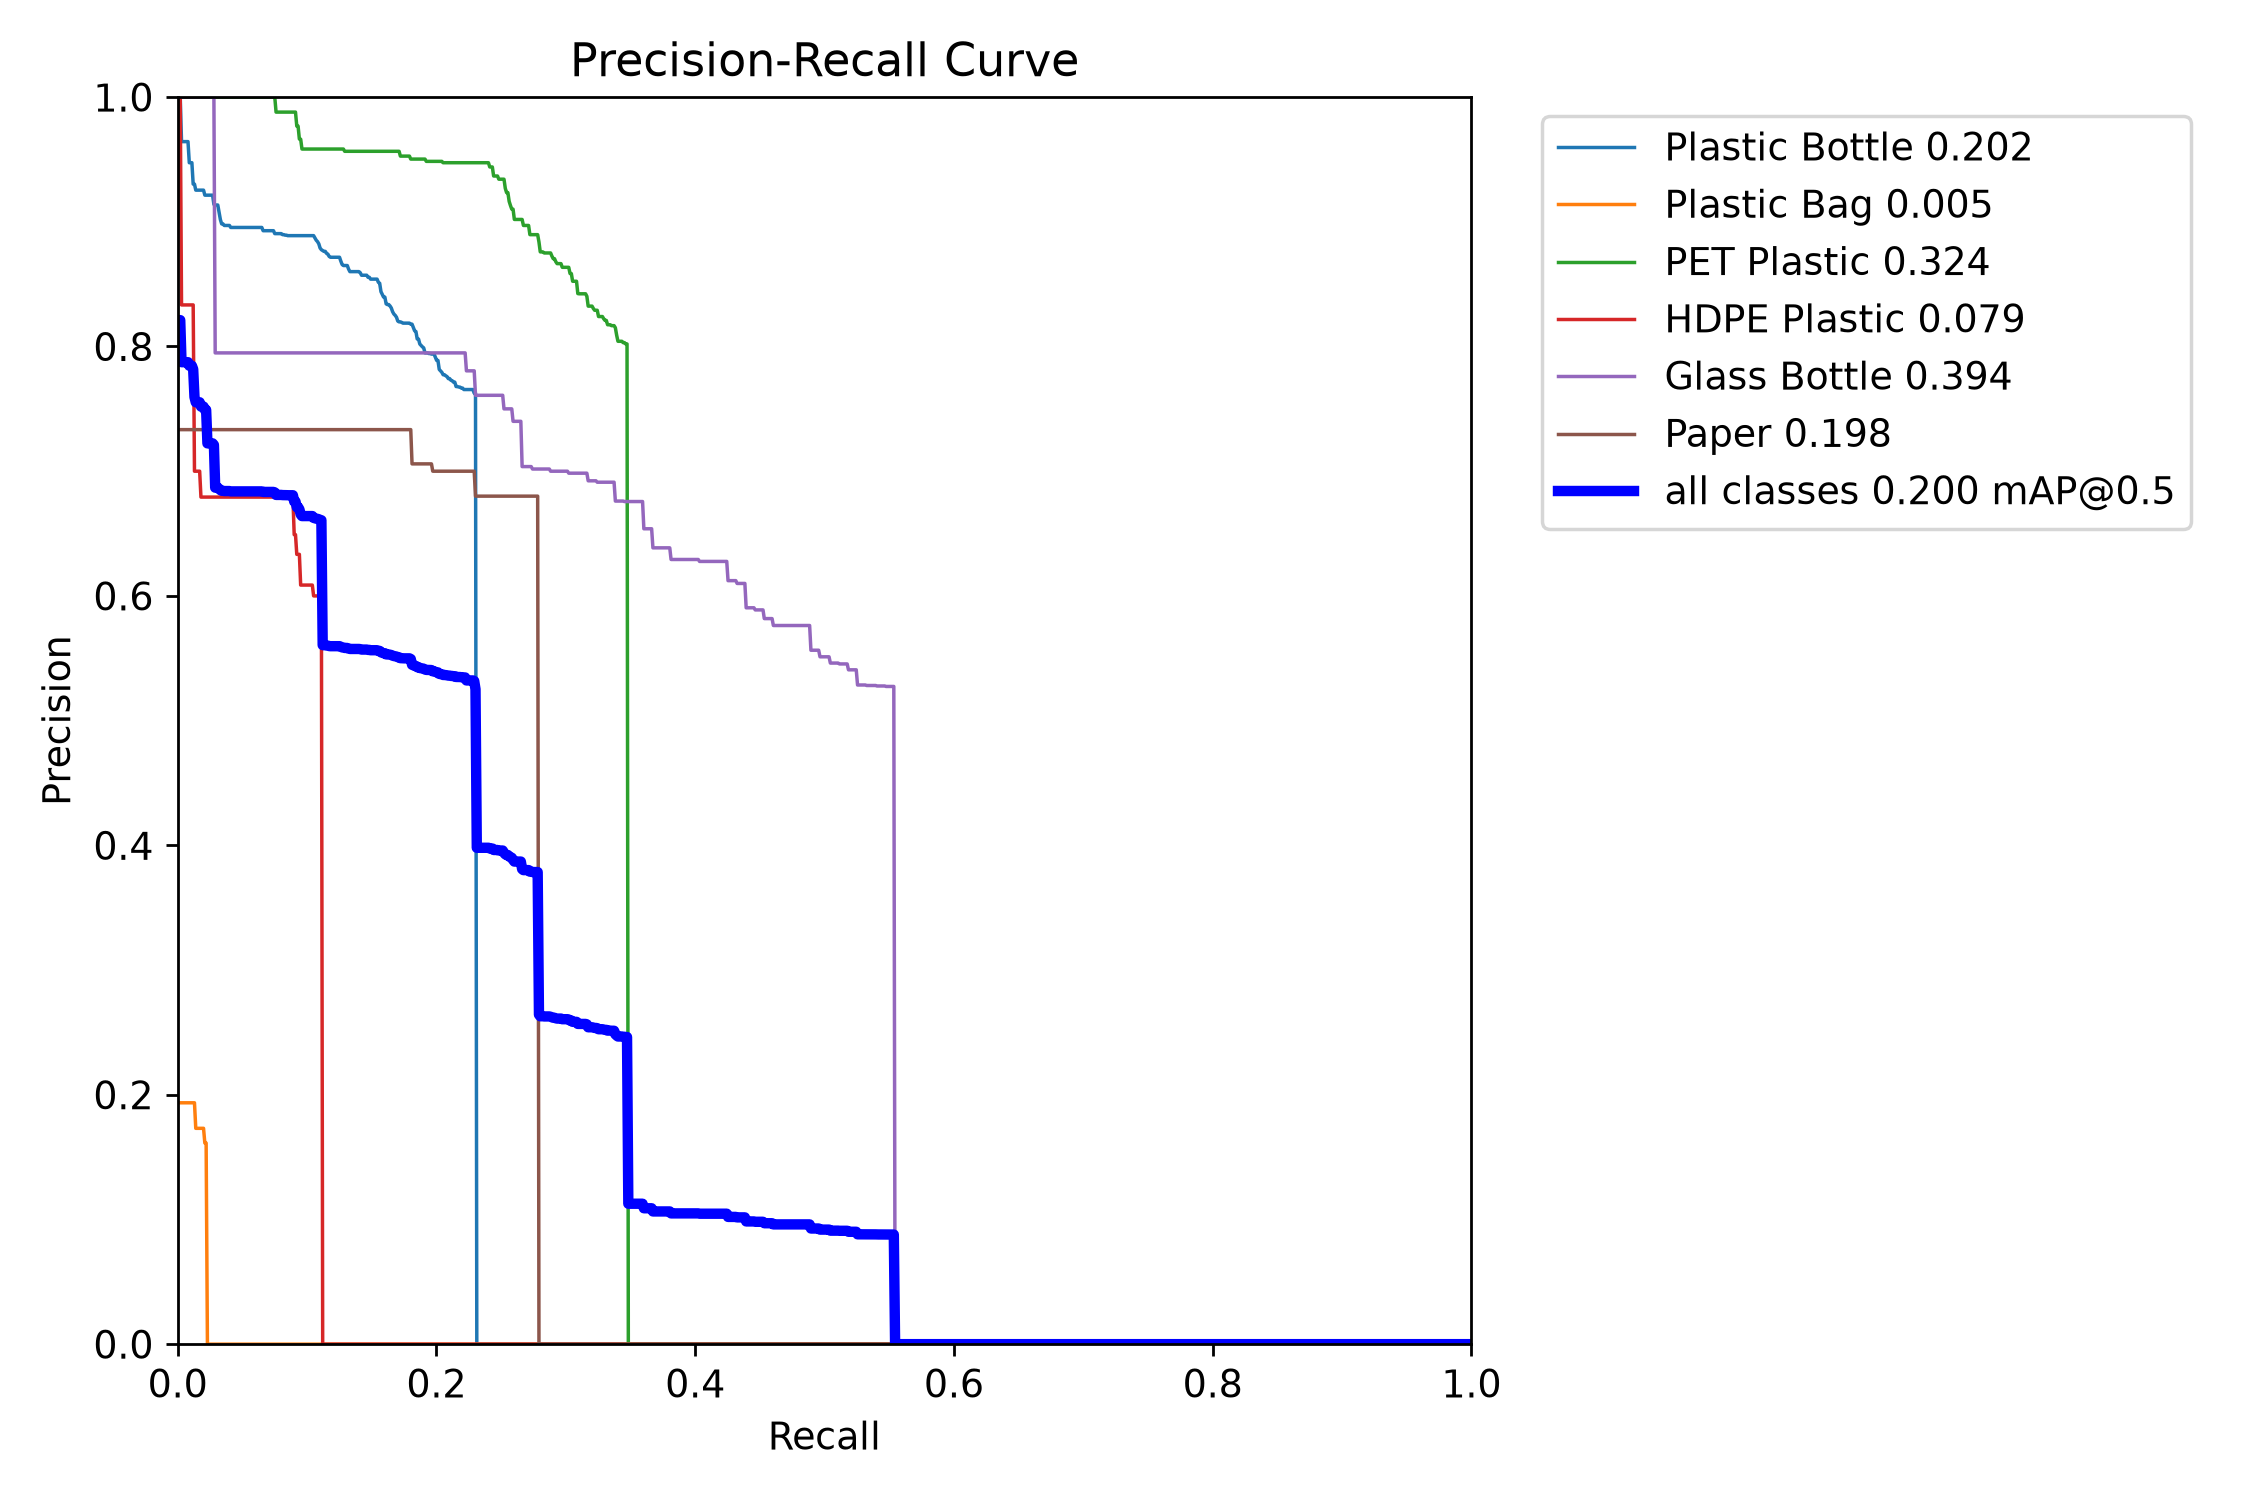 Precision-Recall Curve
1.0
0.8
0.6
0.4
0.2
0.0
Precision
0.0 0.2 0.4 0.6 0.8 1.0
Recall
Plastic Bottle 0.202
Plastic Bag 0.005
PET Plastic 0.324
HDPE Plastic 0.079
Glass Bottle 0.394
Paper 0.198
all classes 0.200 mAP@0.5